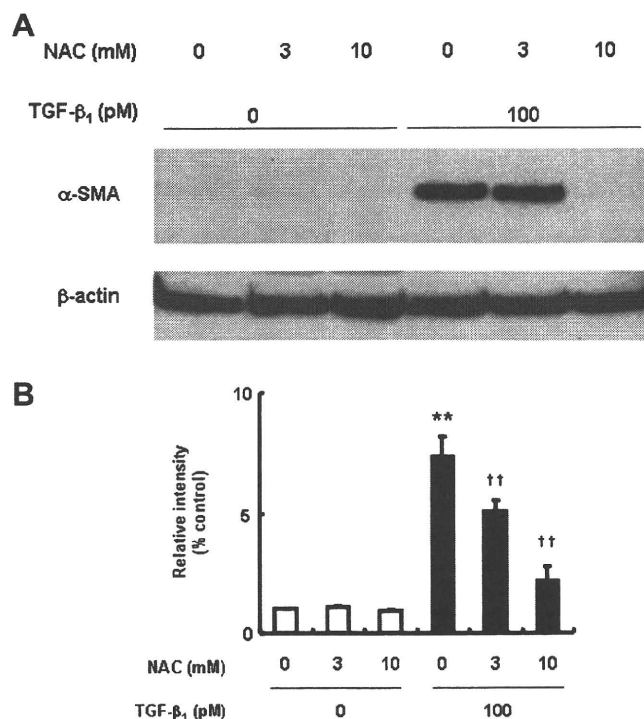 A
NAC (mM) 0 3 10 0 3 10
TGF-β₁ (pM) 0 100
α-SMA
β-actin
B
Relative intensity
(% control)
10
5
0
**
††
††
NAC (mM) 0 3 10 0 3 10
TGF-β₁ (pM) 0 100